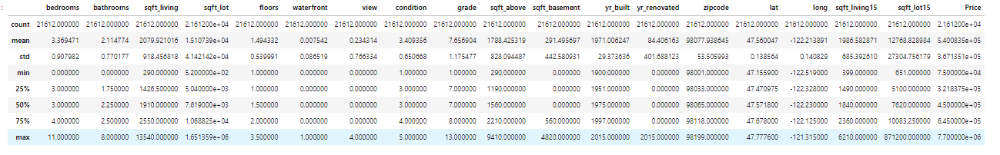 :
bedrooms bathrooms sqft_living sqft_lot floors waterfront view condition grade sqft_above sqft_basement yr_built yr_renovated zipcode lat long sqft_living15 sqft_lot15 Price
count 21612.000000 21612.000000 21612.000000 2.161200e+04 21612.000000 21612.000000 21612.000000 21612.000000 21612.000000 21612.000000 21612.000000 21612.000000 21612.000000 21612.000000 21612.000000 21612.000000 21612.000000 21612.000000 2.161200e+04
mean 3.369471 2.114774 2079.921016 1.510739e+04 1.494332 0.007542 0.234314 3.409356 7.656904 1788.425319 291.495697 1971.006247 84.406163 98077.938645 47.560047 -122.213891 1986.582871 12768.828984 5.400835e+05
std 0.907982 0.770177 918.456818 4.142142e+04 0.539991 0.086519 0.766334 0.650668 1.175477 828.094487 442.580931 29.373636 401.688123 53.505993 0.138564 0.140829 685.392610 27304.756179 3.671351e+05
min 0.000000 0.000000 290.000000 5.200000e+02 1.000000 0.000000 0.000000 1.000000 1.000000 290.000000 0.000000 1900.000000 0.000000 98001.000000 47.155900 -122.519000 399.000000 651.000000 7.500000e+04
25% 3.000000 1.750000 1426.500000 5.040000e+03 1.000000 0.000000 0.000000 3.000000 7.000000 1190.000000 0.000000 1951.000000 0.000000 98033.000000 47.470975 -122.328000 1490.000000 5100.000000 3.218375e+05
50% 3.000000 2.250000 1910.000000 7.619000e+03 1.500000 0.000000 0.000000 3.000000 7.000000 1560.000000 0.000000 1975.000000 0.000000 98065.000000 47.571800 -122.230000 1840.000000 7620.000000 4.500000e+05
75% 4.000000 2.500000 2550.000000 1.068825e+04 2.000000 0.000000 0.000000 4.000000 8.000000 2210.000000 560.000000 1997.000000 0.000000 98118.000000 47.678000 -122.125000 2360.000000 10083.250000 6.450000e+05
max 11.000000 8.000000 13540.000000 1.651359e+06 3.500000 1.000000 4.000000 5.000000 13.000000 9410.000000 4820.000000 2015.000000 2015.000000 98199.000000 47.777600 -121.315000 6210.000000 871200.000000 7.700000e+06